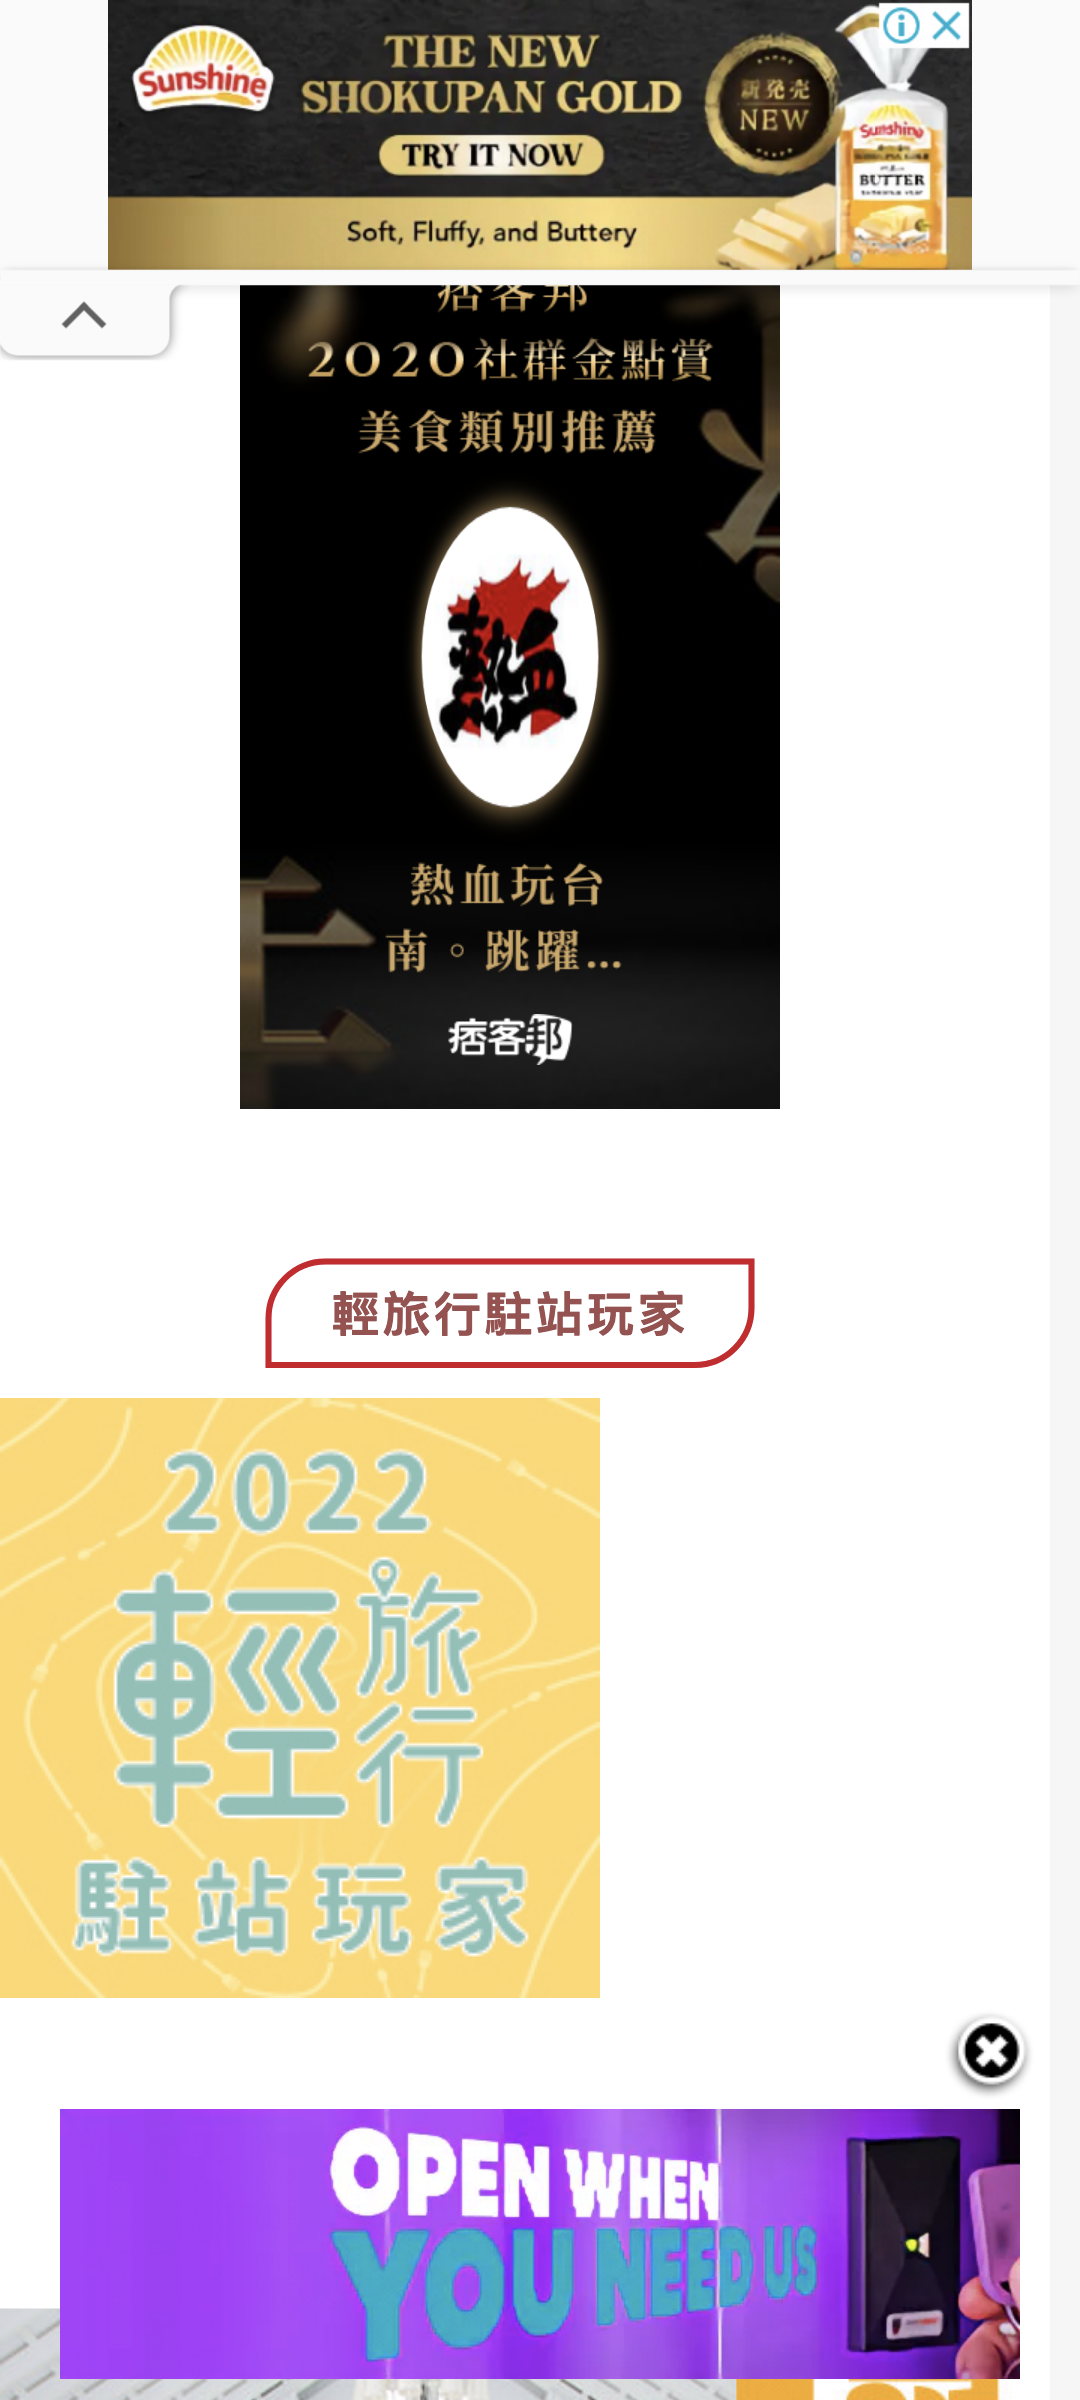 Sunshine
THE NEW
SHOKUPAN GOLD
TRY IT NOW
Soft, Fluffy, and Buttery
新発売
NEW
Sunshine
BUTTER
痞客邦
2020社群金點賞
美食類別推薦
熱血
熱血玩台
南。跳躍...
痞客邦
輕旅行駐站玩家
2022
輕旅行
駐站玩家
OPEN WHEN
YOU NEED US